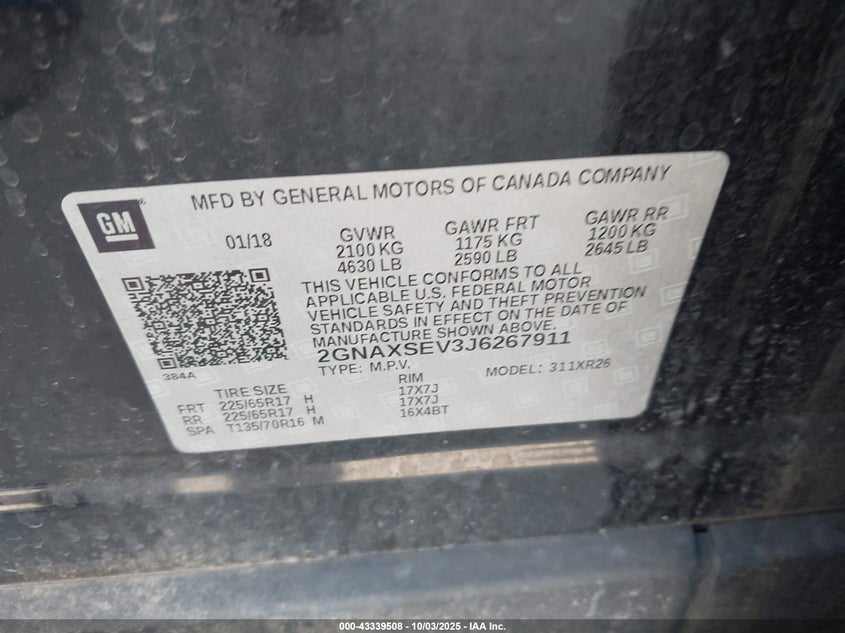 MFD BY GENERAL MOTORS OF CANADA COMPANY
GM®
01/18
GVWR
2100 KG
4630 LB
GAWR FRT
1175 KG
2590 LB
GAWR RR
1200 KG
2645 LB
THIS VEHICLE CONFORMS TO ALL
APPLICABLE U.S. FEDERAL MOTOR
VEHICLE SAFETY AND THEFT PREVENTION
STANDARDS IN EFFECT ON THE DATE OF
MANUFACTURE SHOWN ABOVE.
2GNAXSEV3J6267911
TYPE: M.P.V.
MODEL: 311XR26
384A
TIRE SIZE RIM
FRT 225/65R17 H 17X7J
RR 225/65R17 H 17X7J
SPA T135/70R16 M 16X4BT
000-43339508 - 10/03/2025 - IAA Inc.